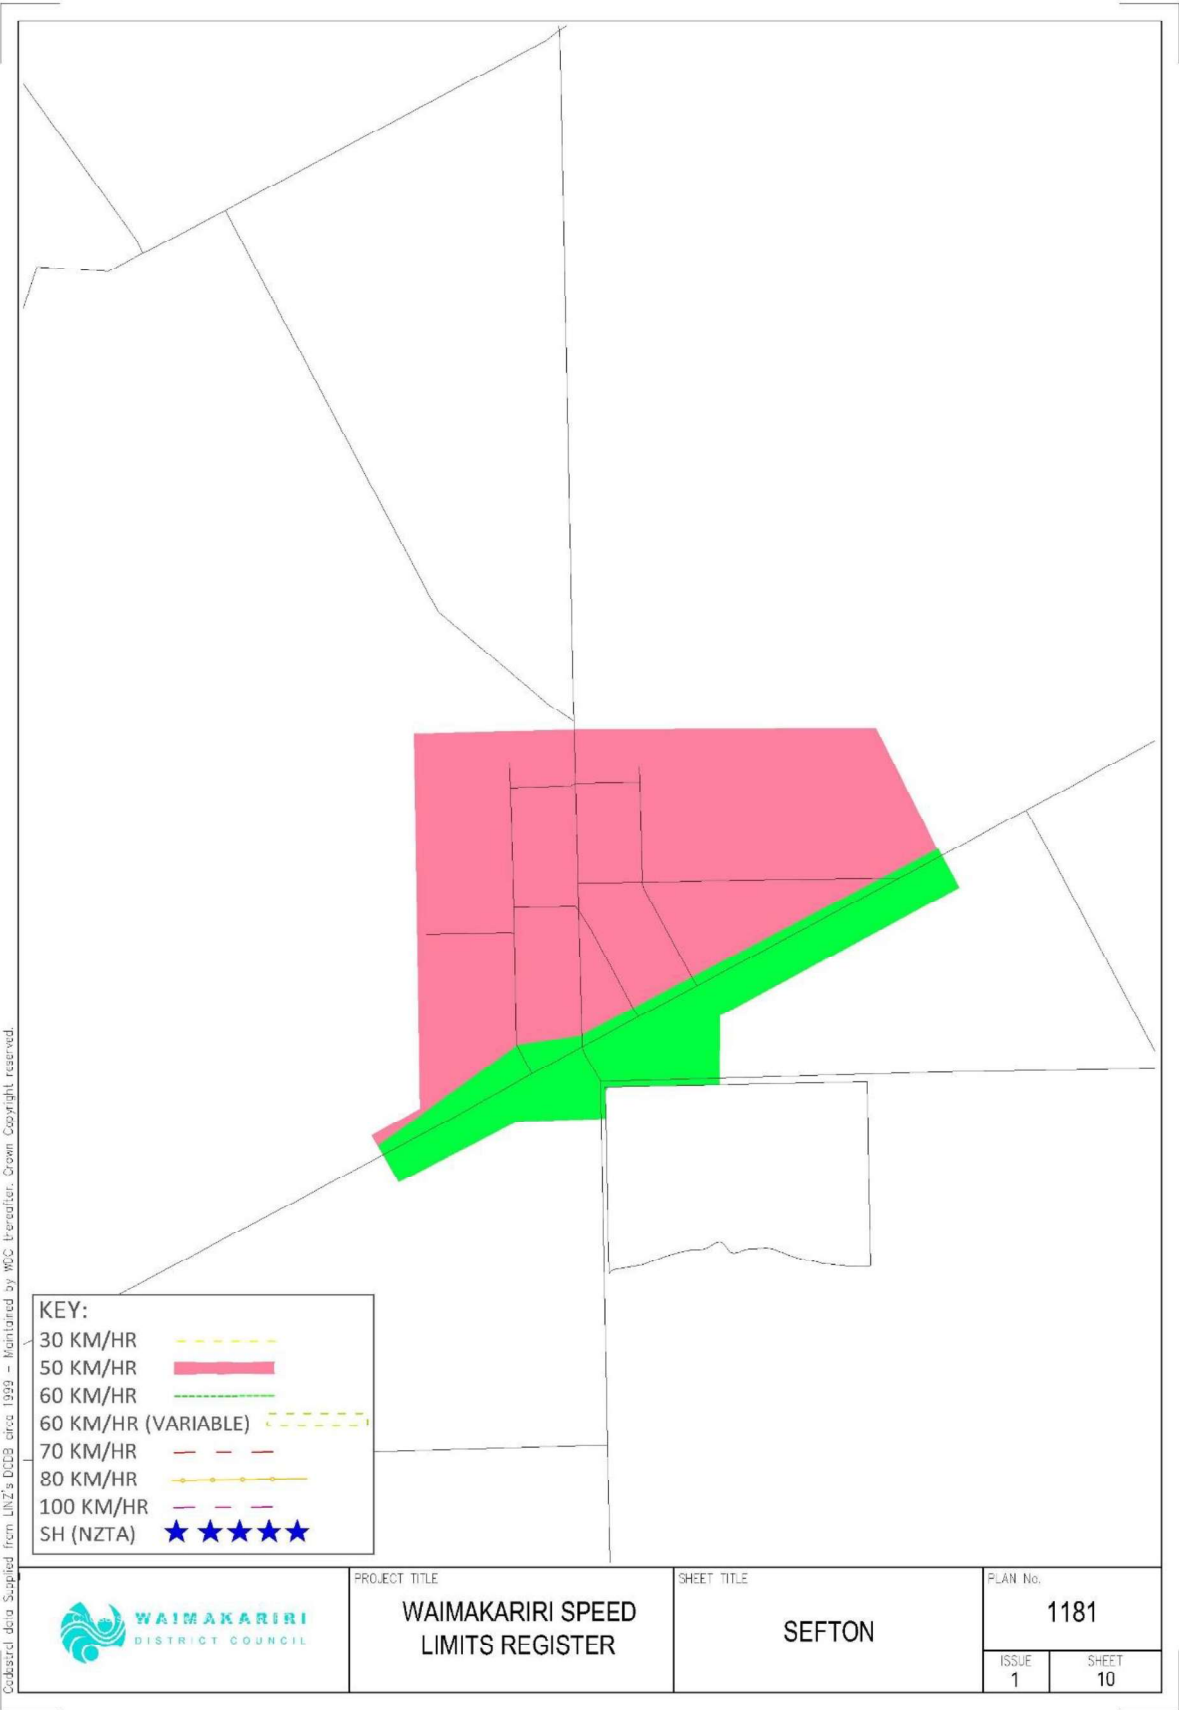 Cadastral data Supplied from LINZ's DCDB circa 1999 - Maintained by WDC thereafter. Crown Copyright reserved.
KEY:
30 KM/HR
50 KM/HR
60 KM/HR
60 KM/HR (VARIABLE)
70 KM/HR
80 KM/HR
100 KM/HR
SH (NZTA)
WAIMAKARIRI
DISTRICT COUNCIL
PROJECT TITLE
WAIMAKARIRI SPEED
LIMITS REGISTER
SHEET TITLE
SEFTON
PLAN No.
1181
ISSUE
1
SHEET
10